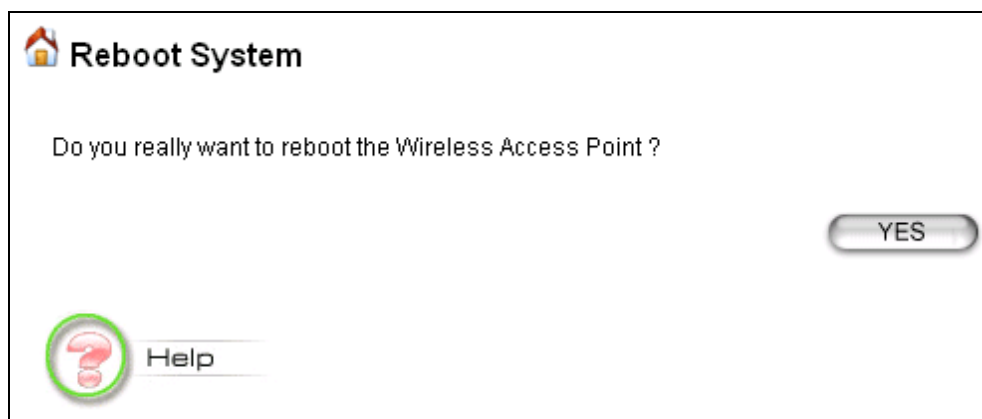 Reboot System
Do you really want to reboot the Wireless Access Point ?
YES
Help